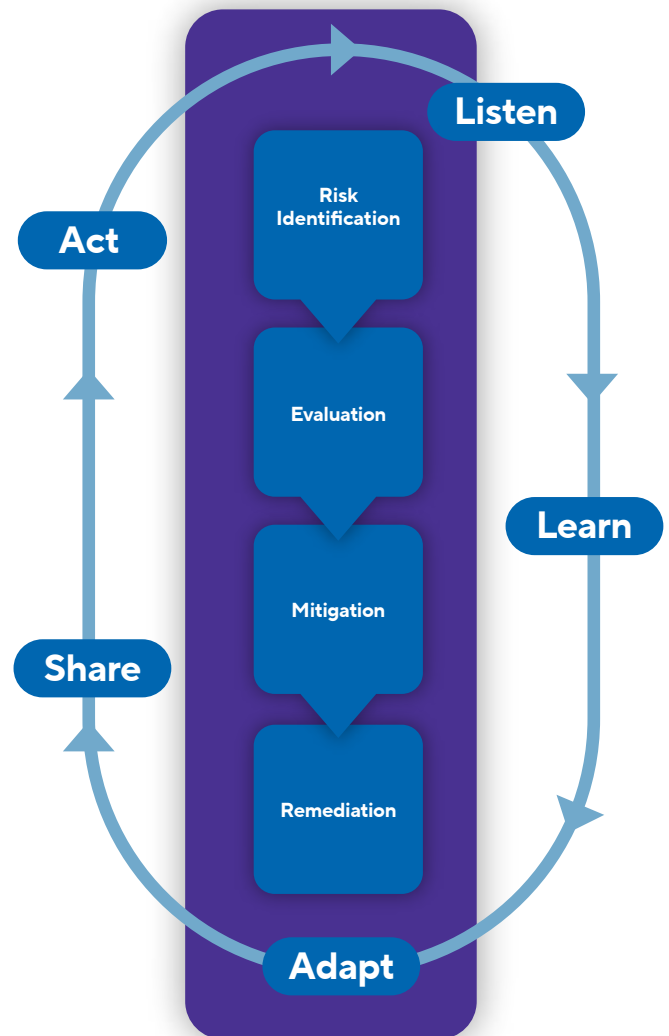 Listen
Risk
Identification
Act
Evaluation
Learn
Mitigation
Share
Remediation
Adapt